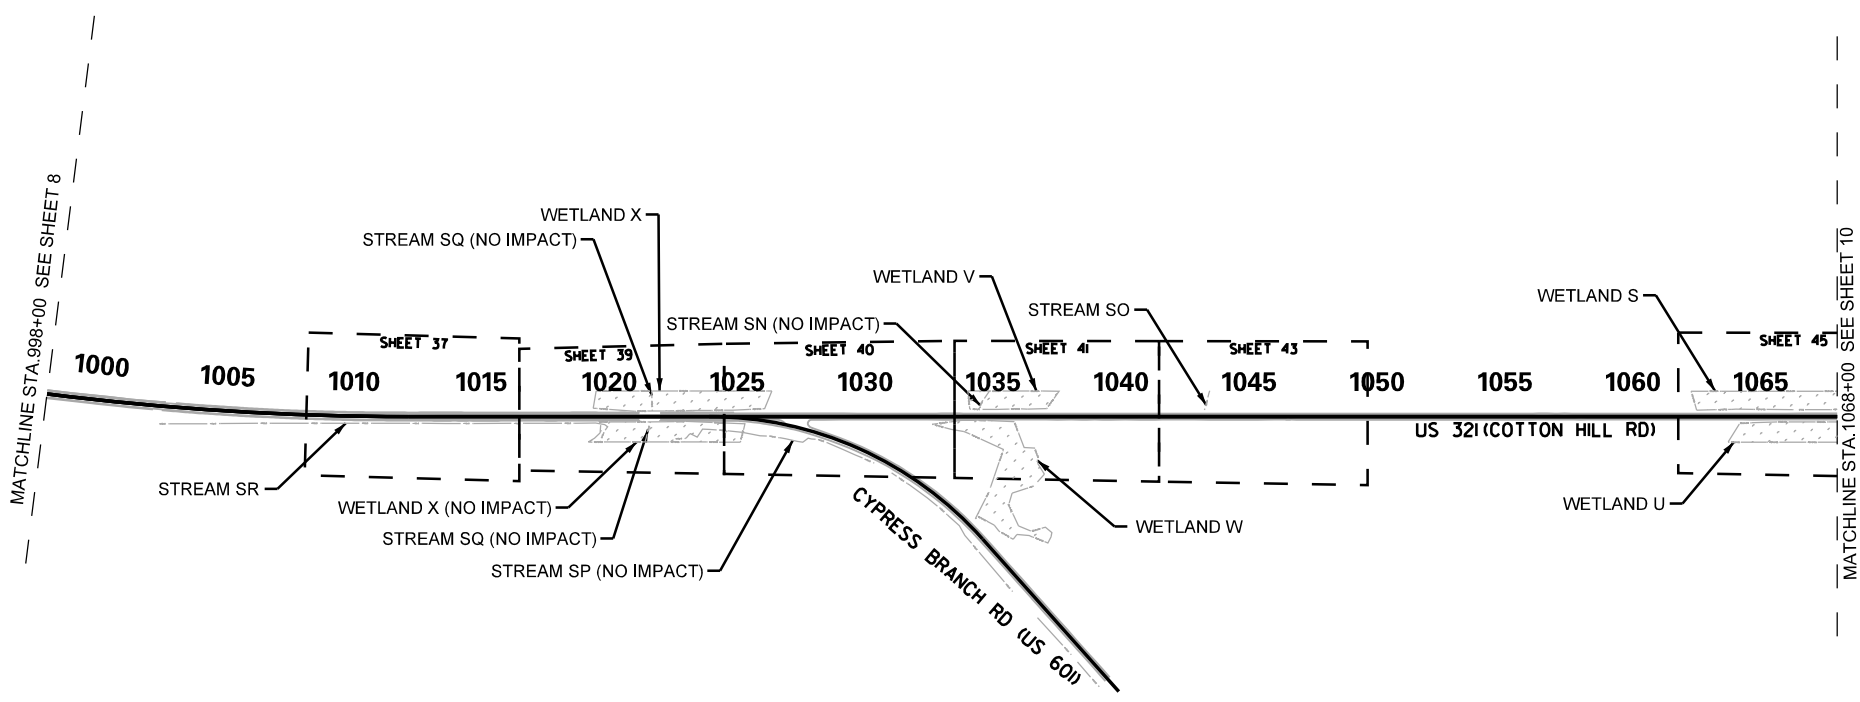 MATCHLINE STA.998+00 SEE SHEET 8
WETLAND X
STREAM SQ (NO IMPACT)
WETLAND V
STREAM SN (NO IMPACT)
STREAM SO
WETLAND S
SHEET 37
SHEET 39
SHEET 40
SHEET 41
SHEET 43
SHEET 45
1000 1005 1010 1015 1020 1025 1030 1035 1040 1045 1050 1055 1060 1065
US 321(COTTON HILL RD)
STREAM SR
WETLAND X (NO IMPACT)
STREAM SQ (NO IMPACT)
STREAM SP (NO IMPACT)
CYPRESS BRANCH RD (US 601)
WETLAND W
WETLAND U
MATCHLINE STA.1068+00 SEE SHEET 10